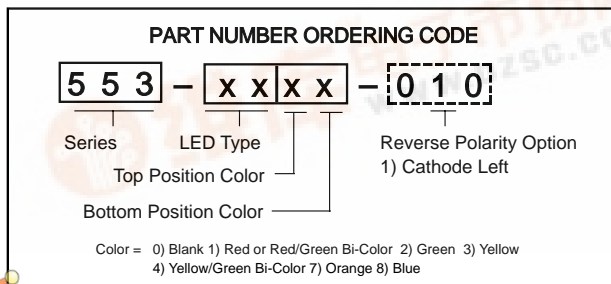 PART NUMBER ORDERING CODE
5 5 3 – x x x x – 0 1 0
Series LED Type Reverse Polarity Option
Top Position Color 1) Cathode Left
Bottom Position Color
Color = 0) Blank 1) Red or Red/Green Bi-Color 2) Green 3) Yellow
4) Yellow/Green Bi-Color 7) Orange 8) Blue